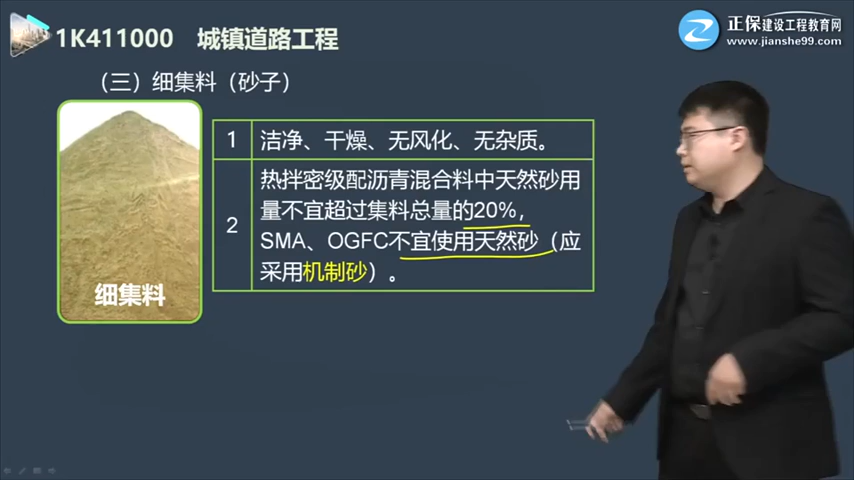 1K411000 城镇道路工程
正保建设工程教育网
www.jianshe99.com
（三）细集料（砂子）
细集料
1 洁净、干燥、无风化、无杂质。
2 热拌密级配沥青混合料中天然砂用
量不宜超过集料总量的20%，
SMA、OGFC不宜使用天然砂（应
采用机制砂）。